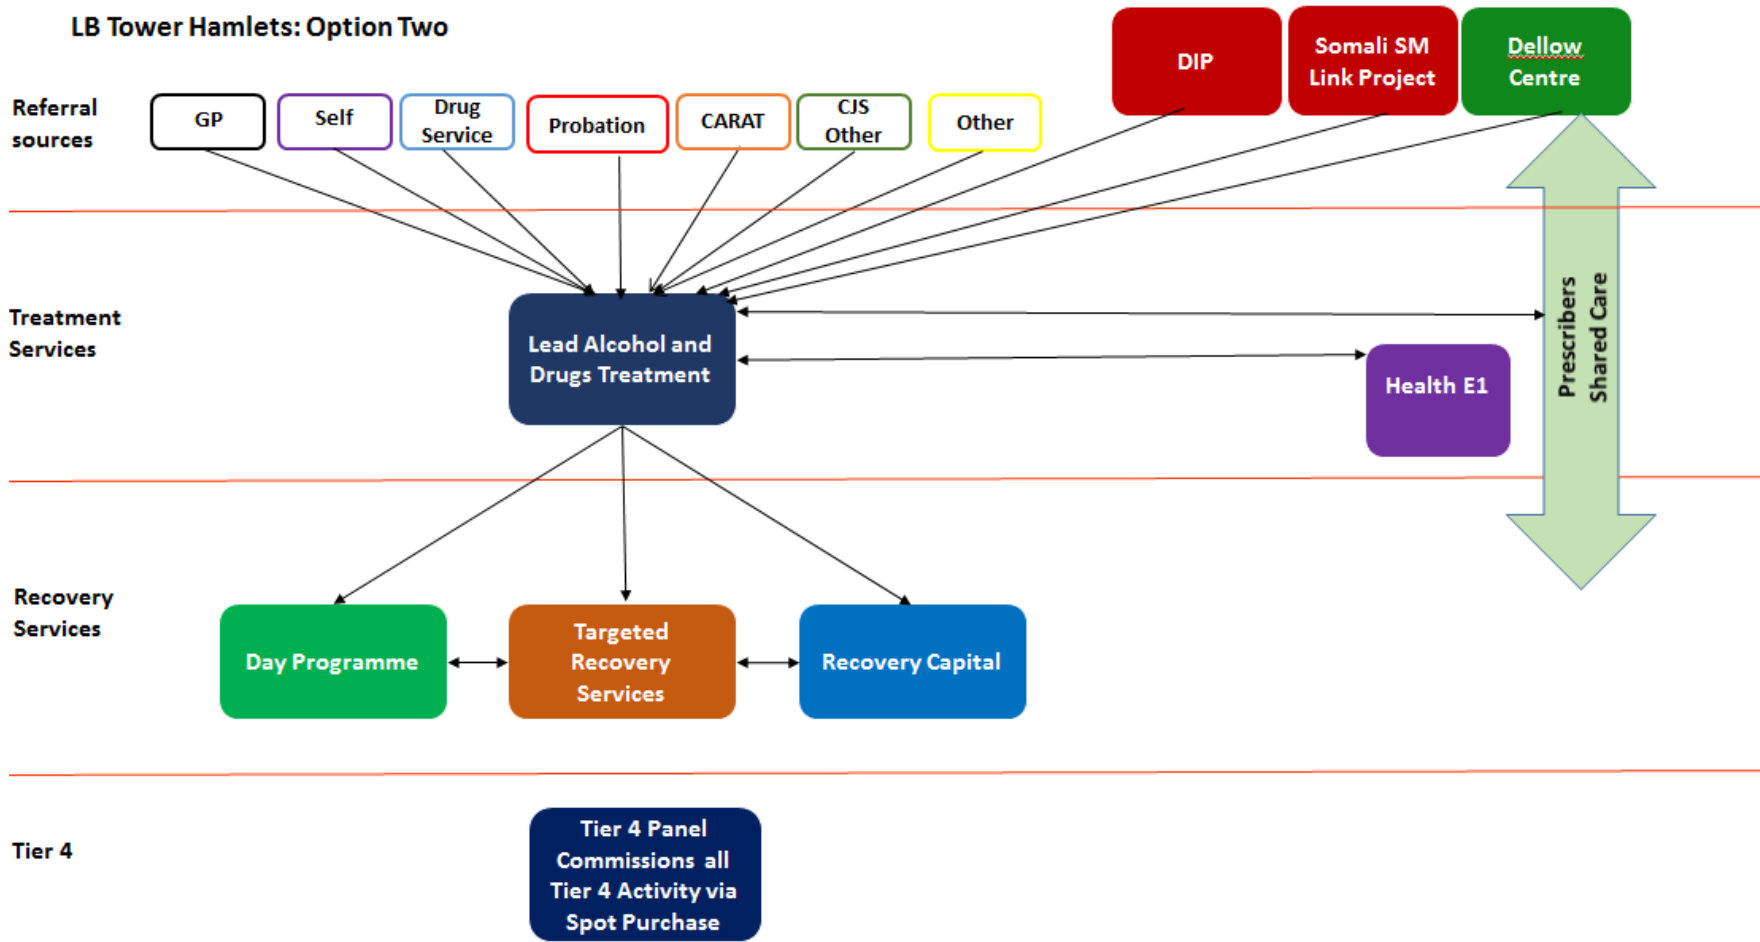 LB Tower Hamlets: Option Two
DIP
Somali SM
Link Project
Dellow
Centre
Referral
sources
GP
Self
Drug
Service
Probation
CARAT
CJS
Other
Other
Treatment
Services
Lead Alcohol and
Drugs Treatment
Health E1
Prescribers
Shared Care
Recovery
Services
Day Programme
Targeted
Recovery
Services
Recovery Capital
Tier 4
Tier 4 Panel
Commissions all
Tier 4 Activity via
Spot Purchase